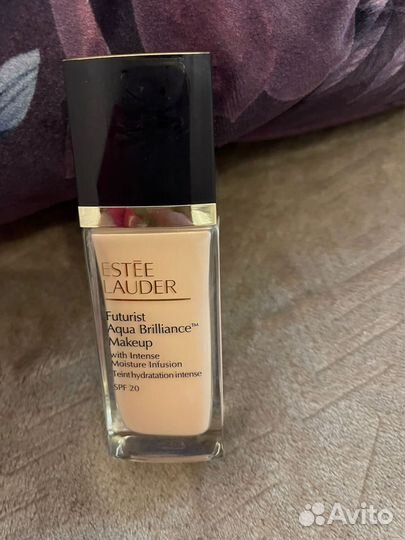 ESTĒE
LAUDER
Futurist
Aqua Brilliance™
Makeup
with Intense
Moisture Infusion
Teint hydratation intense
SPF 20
Avito